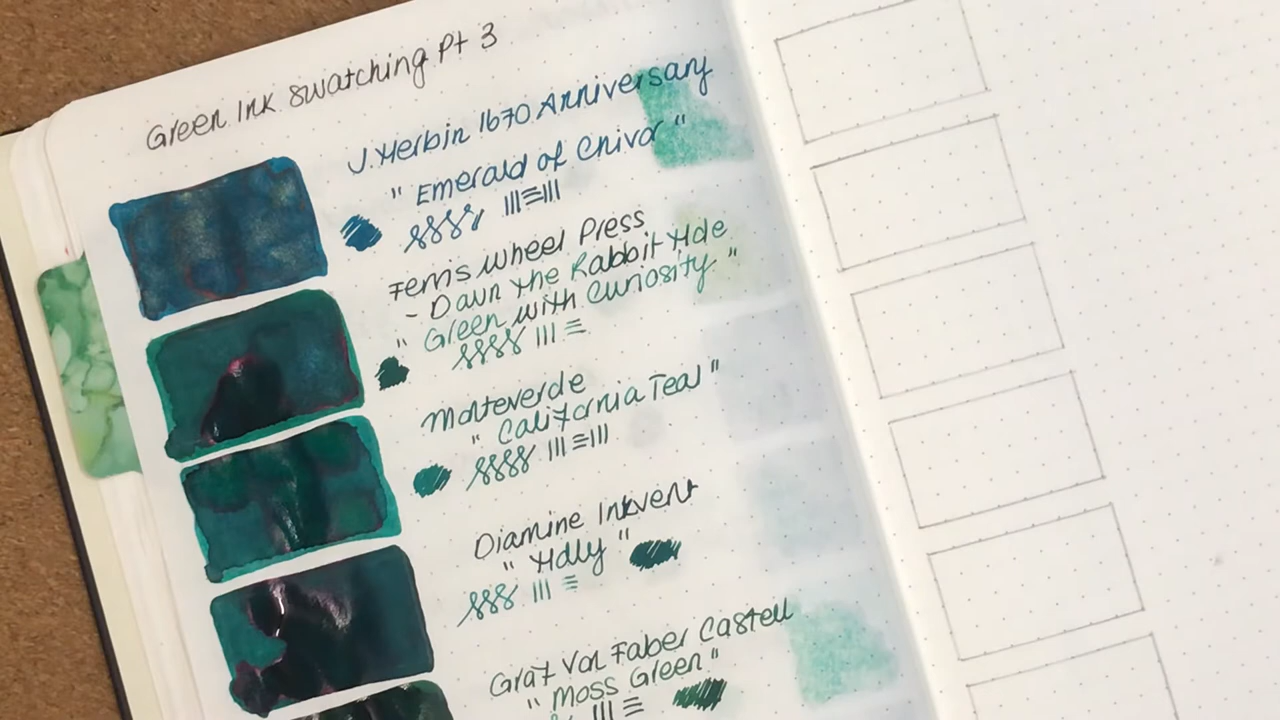 Green Ink Swatching Pt 3
J. Herbin 1670 Anniversary
" Emerald of Chivor "
Ferris Wheel Press
- Down the Rabbit Hole
" Green with Curiosity "
Monteverde
" California Teal "
Diamine Inkvent
" Holly "
Graf Von Faber Castell
" Moss Green "